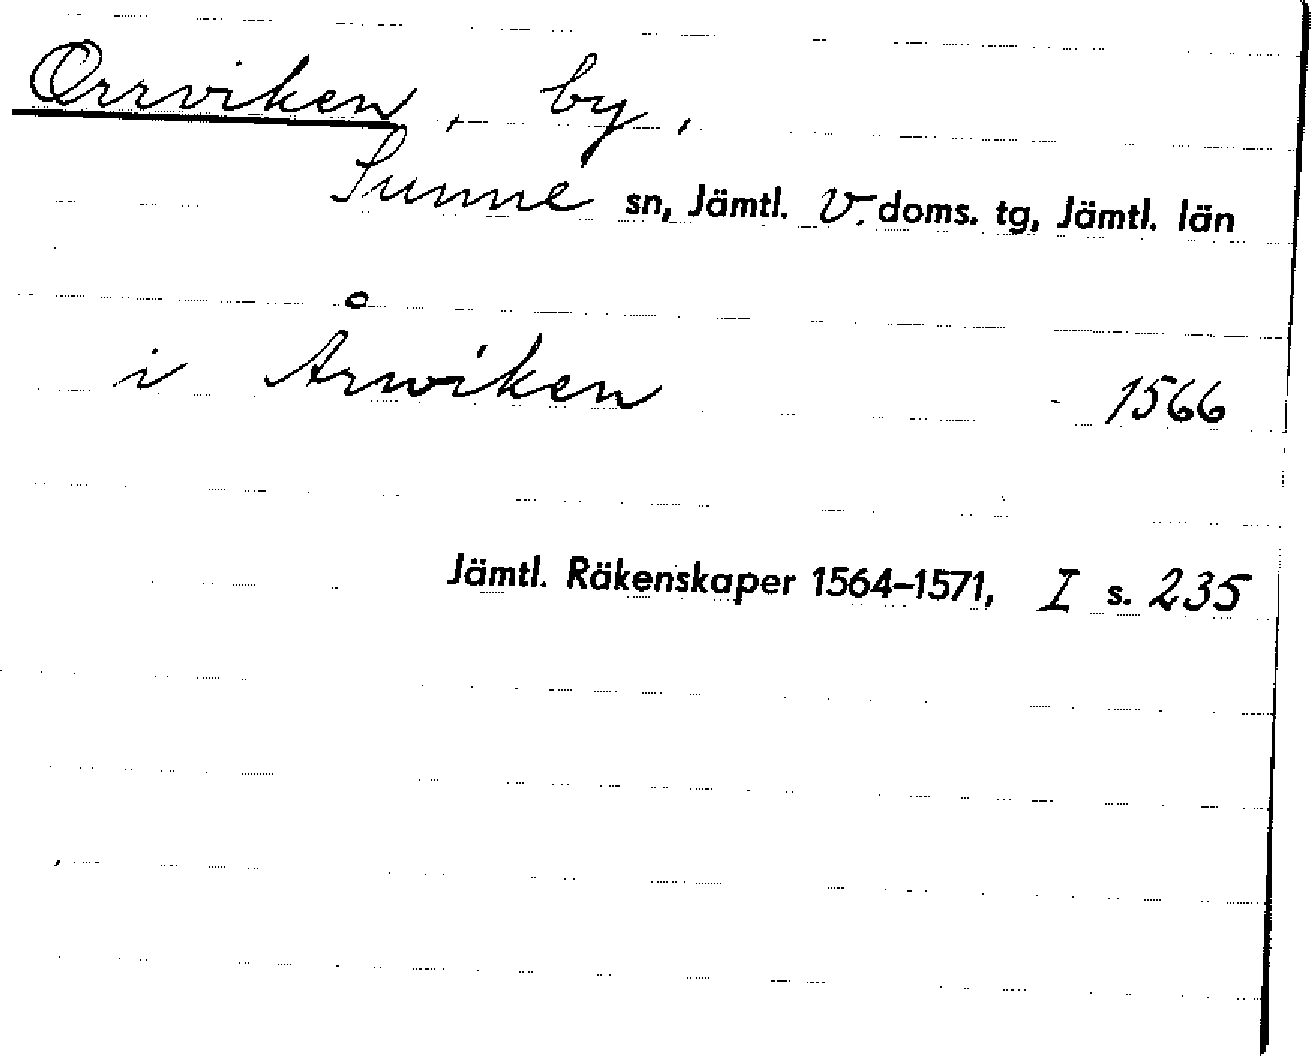 Orrviken, by,
Sunne sn, Jämtl. V. doms. tg, Jämtl. län
i Årwiken 1566
Jämtl. Räkenskaper 1564–1571, I s. 235